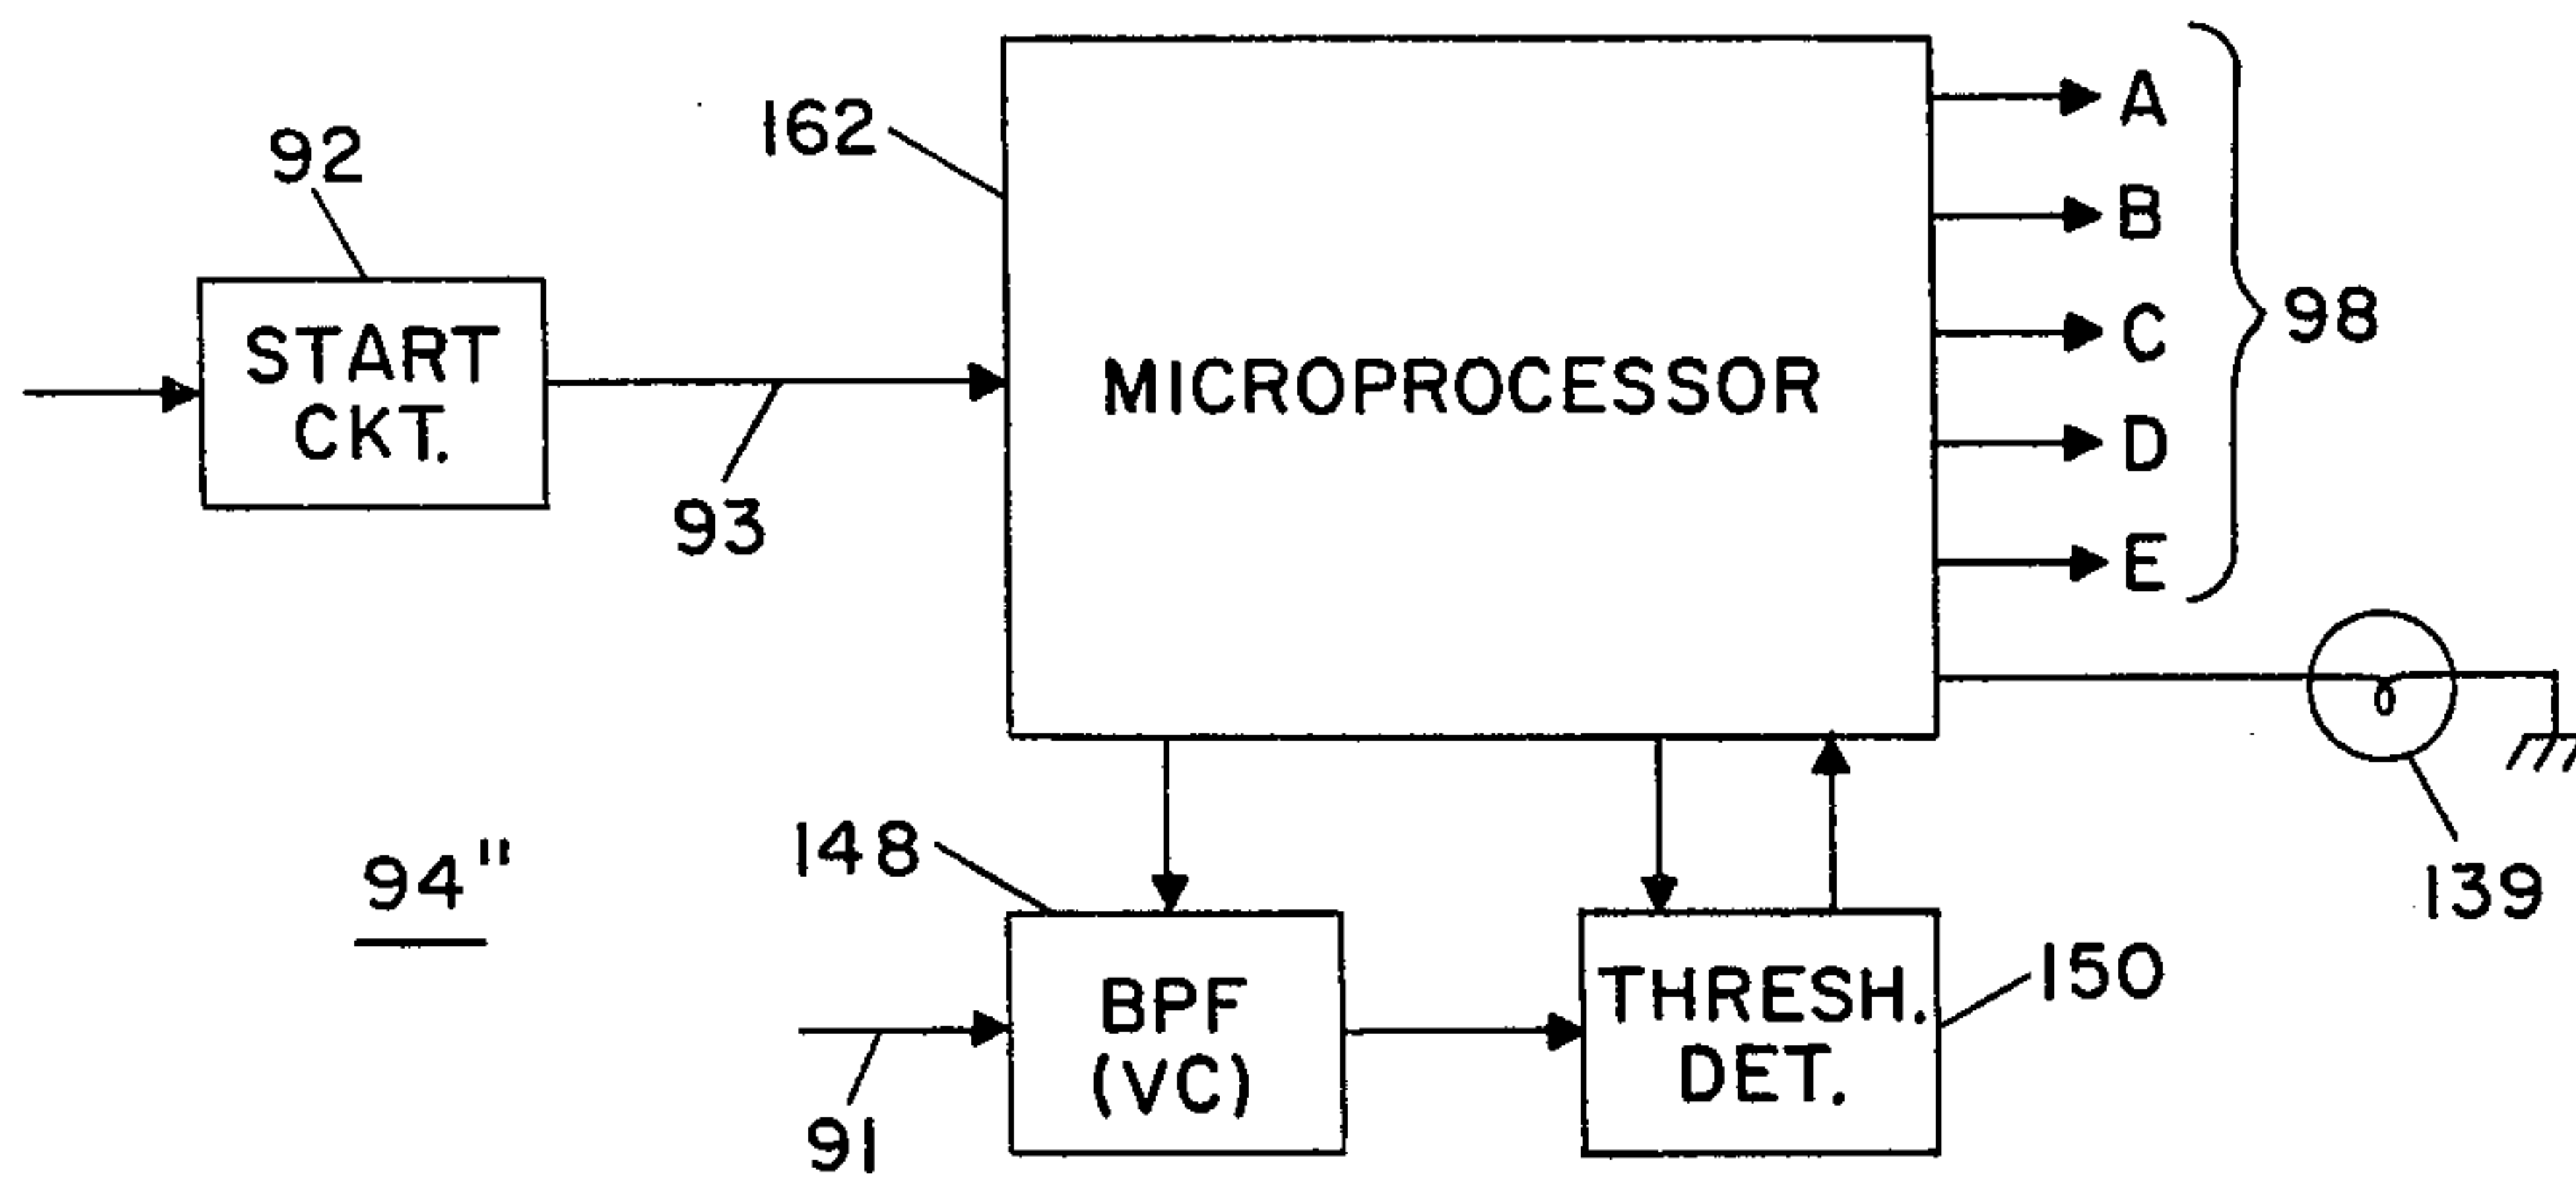 A
162
92
B
98
START
CKT.
C
MICROPROCESSOR
D
93
E
148
94"
139
BPF
(VC)
THRESH.
DET.
150
91